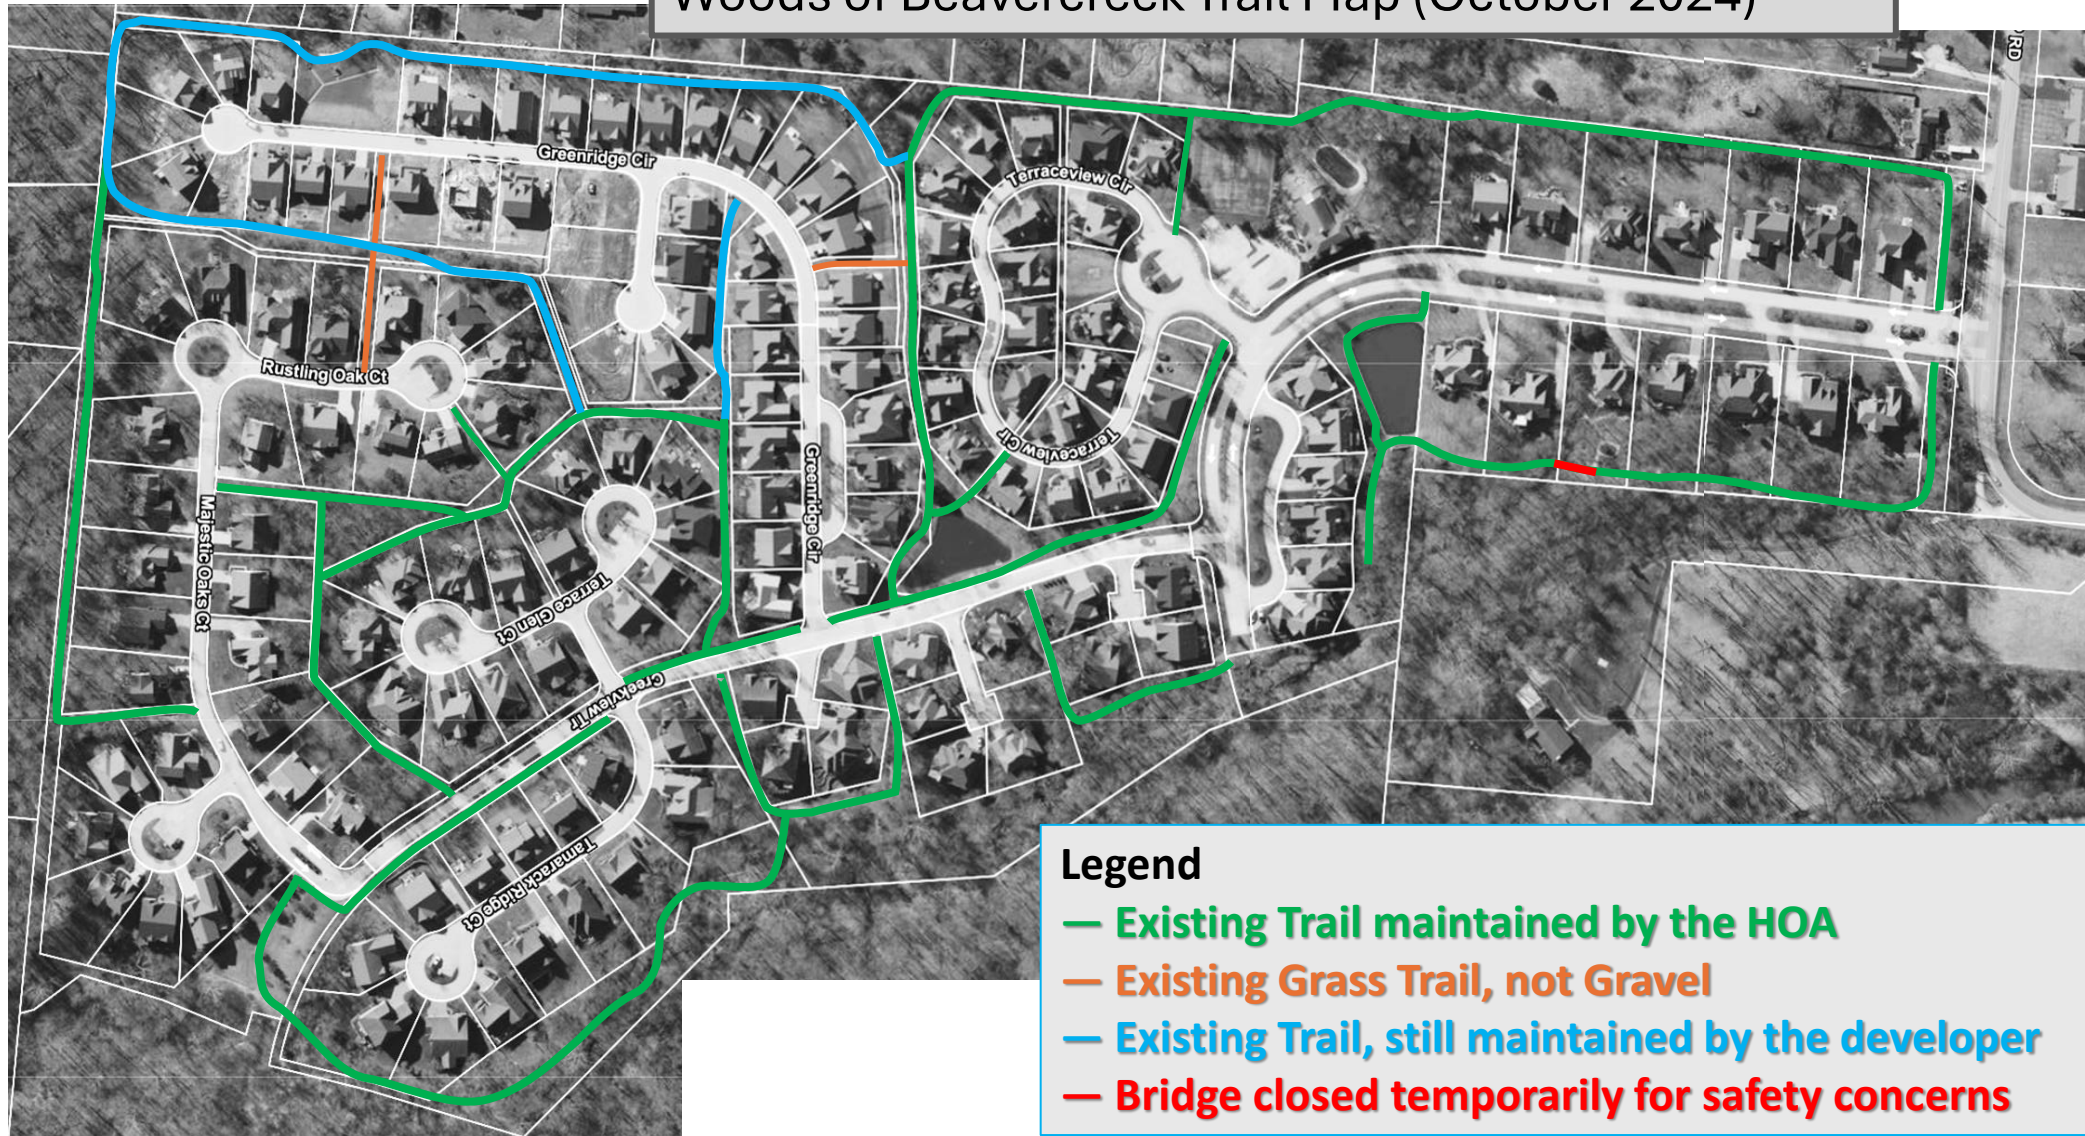 Woods of Beavercreek Trail Map (October 2024)
RD
Greenridge Cir
Terraceview Cir
Rustling Oak Ct
Terraceview Cir
Greenridge Cir
Majestic Oaks Ct
Terrace Glen Ct
Creekview Tr
Tamarack Ridge Ct
Legend
— Existing Trail maintained by the HOA
— Existing Grass Trail, not Gravel
— Existing Trail, still maintained by the developer
— Bridge closed temporarily for safety concerns